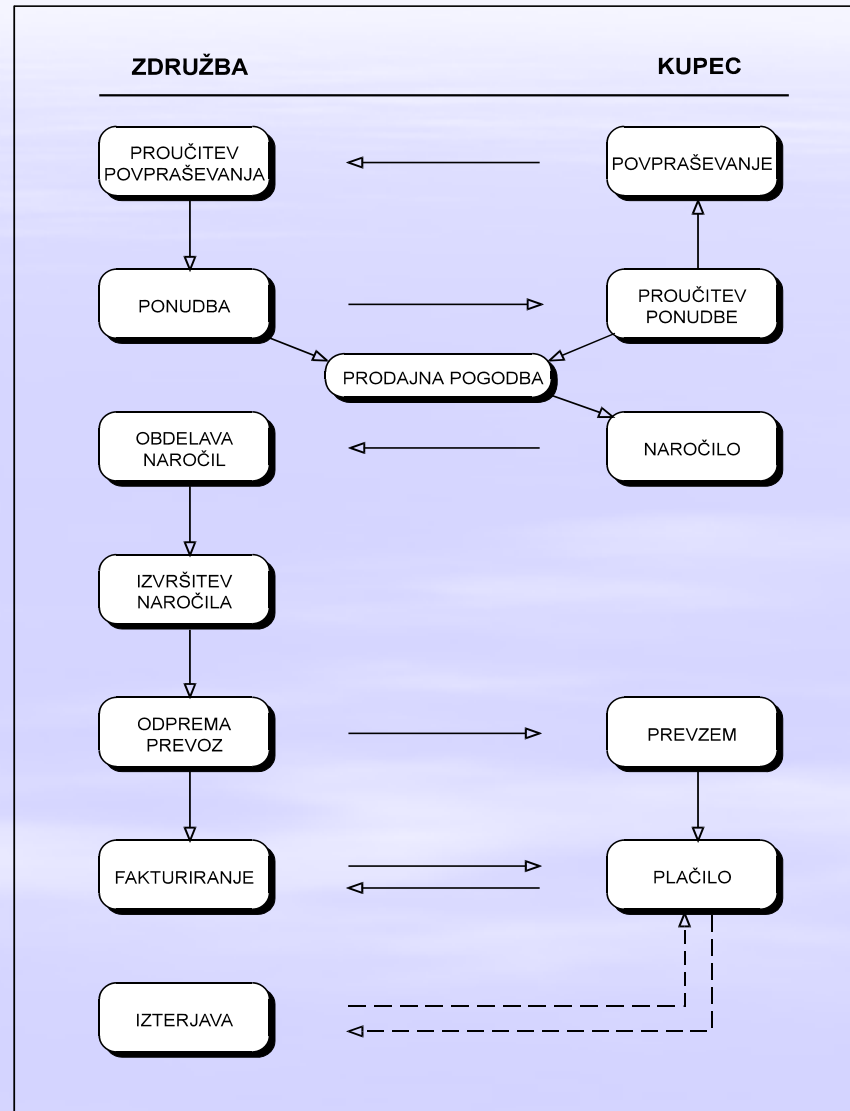 ZDRUŽBA
KUPEC
PROUČITEV
POVPRAŠEVANJA
POVPRAŠEVANJE
PONUDBA
PROUČITEV
PONUDBE
PRODAJNA POGODBA
OBDELAVA
NAROČIL
NAROČILO
IZVRŠITEV
NAROČILA
ODPREMA
PREVOZ
PREVZEM
FAKTURIRANJE
PLAČILO
IZTERJAVA